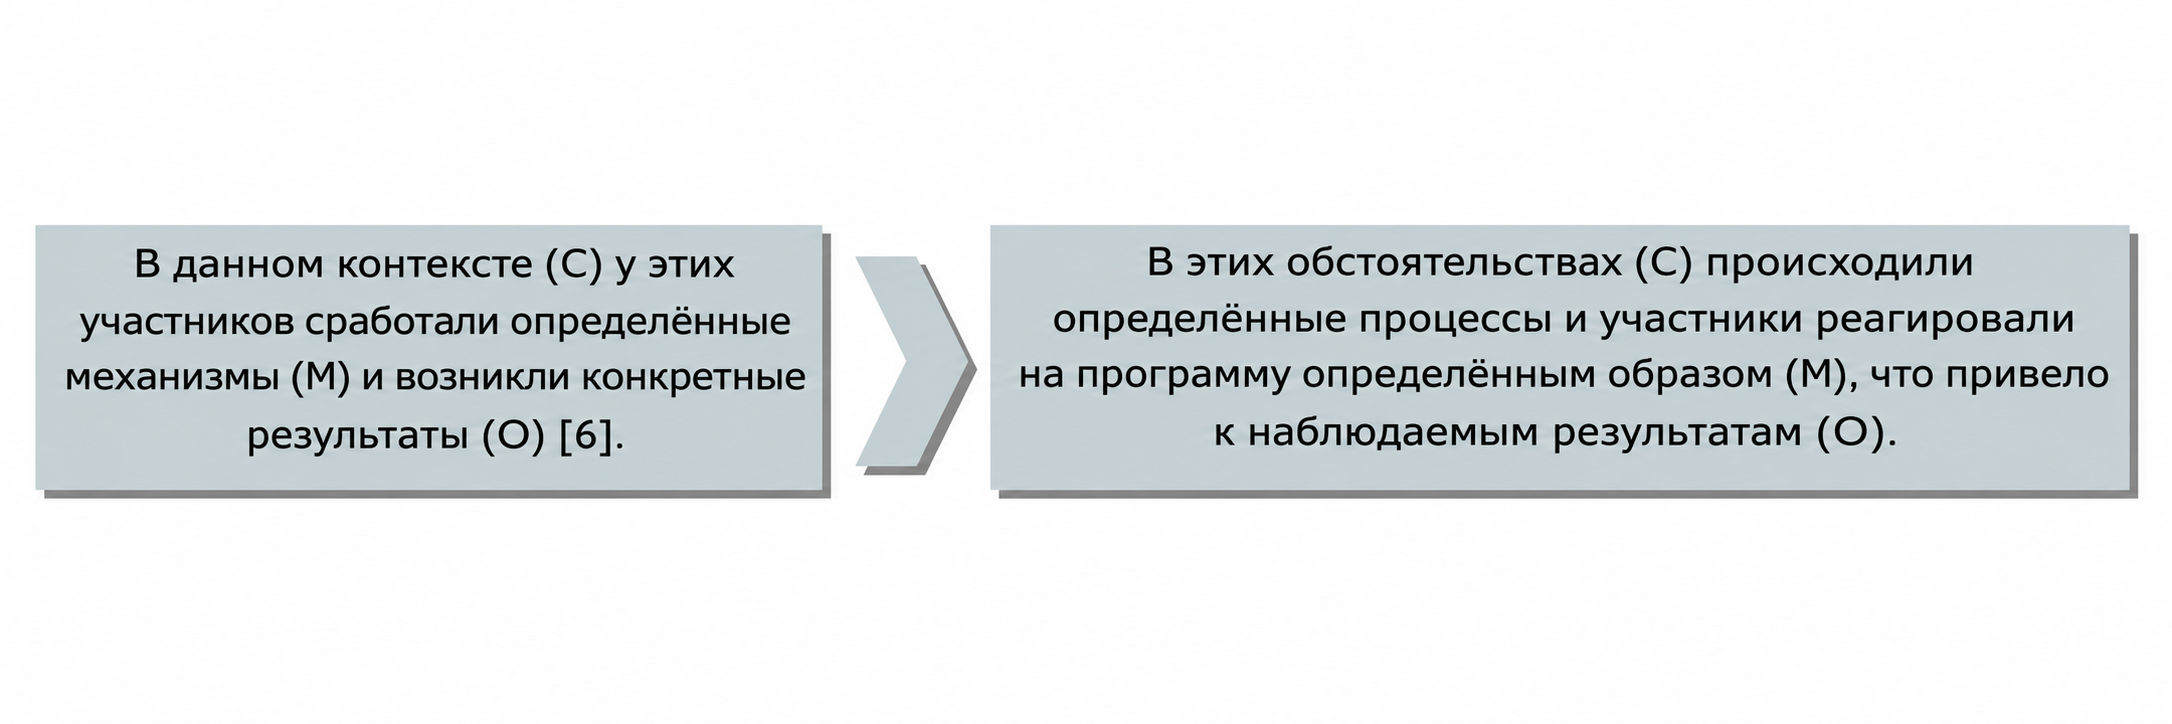 В данном контексте (С) у этих
участников сработали определённые
механизмы (М) и возникли конкретные
результаты (О) [6].
В этих обстоятельствах (С) происходили
определённые процессы и участники реагировали
на программу определённым образом (М), что привело
к наблюдаемым результатам (О).